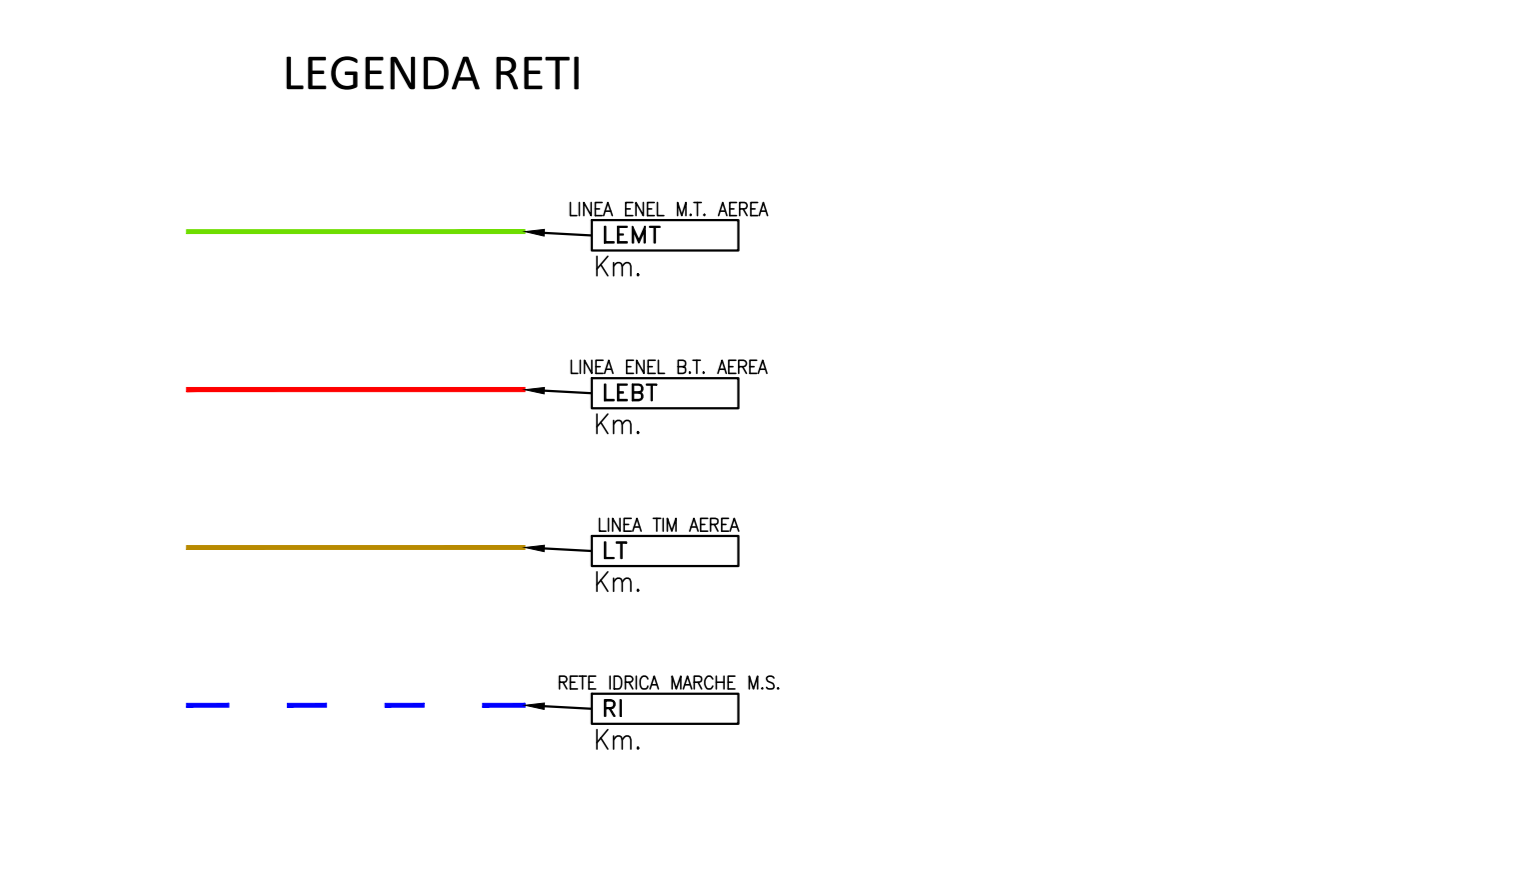 LEGENDA RETI
LINEA ENEL M.T. AEREA
LEMT
Km.
LINEA ENEL B.T. AEREA
LEBT
Km.
LINEA TIM AEREA
LT
Km.
RETE IDRICA MARCHE M.S.
RI
Km.